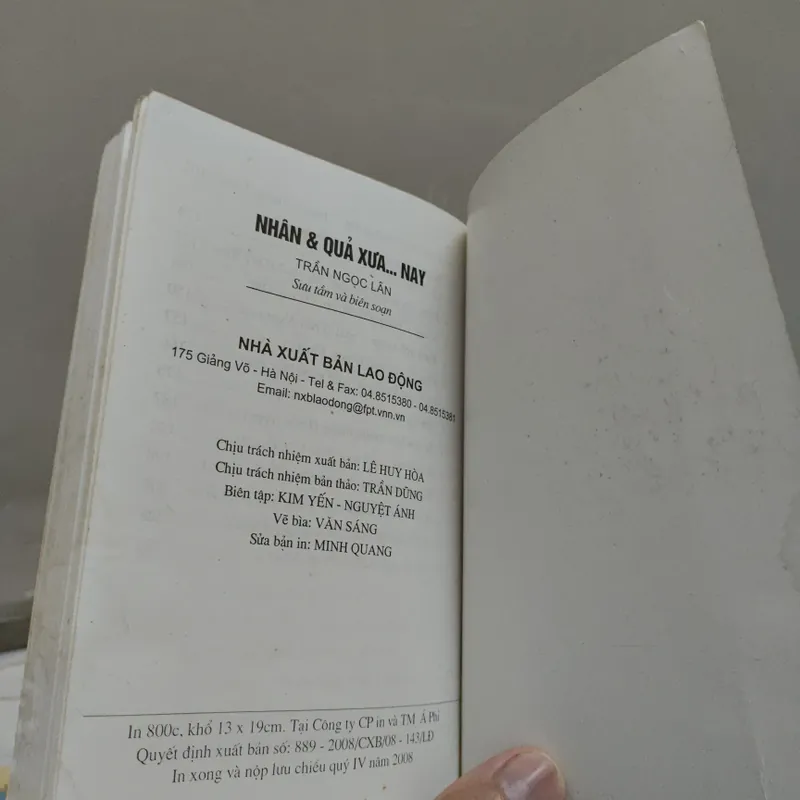 NHÂN & QUẢ XƯA... NAY
TRẦN NGỌC LÂN
Sưu tầm và biên soạn
NHÀ XUẤT BẢN LAO ĐỘNG
175 Giảng Võ - Hà Nội - Tel & Fax: 04.8515380 - 04.8515381
Email: nxblaodong@fpt.vnn.vn
Chịu trách nhiệm xuất bản: LÊ HUY HÒA
Chịu trách nhiệm bản thảo: TRẦN DŨNG
Biên tập: KIM YẾN - NGUYỆT ÁNH
Vẽ bìa: VĂN SÁNG
Sửa bản in: MINH QUANG
In 800c, khổ 13 x 19cm. Tại Công ty CP in và TM Á Phi
Quyết định xuất bản số: 889 - 2008/CXB/08 - 143/LĐ
In xong và nộp lưu chiểu quý IV năm 2008